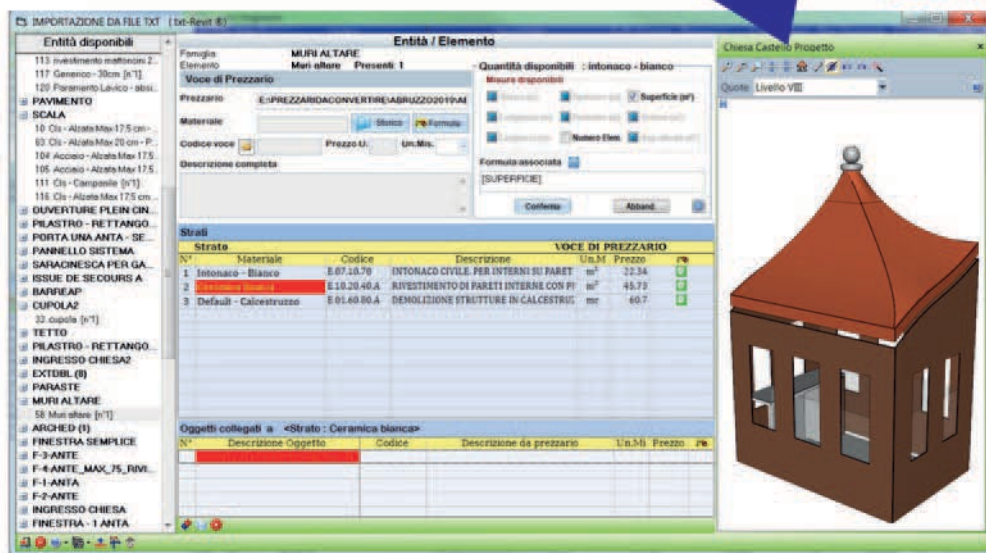 IMPORTAZIONE DA FILE TXT (txt-Revit ®)
Entità disponibili
113 rivestimento mattoncini 2...
117 Generico - 30cm [n°1]
120 Paramento Lavico - absi...
PAVIMENTO
SCALA
10 Cls - Alzata Max 17.5 cm -...
63 Cls - Alzata Max 20 cm - P...
104 Acciaio - Alzata Max 17.5...
105 Acciaio - Alzata Max 17.5...
111 Cls - Campanile [n°1]
116 Cls - Alzata Max 17.5 cm...
OUVERTURE PLEIN CIN...
PILASTRO - RETTANGO...
PORTA UNA ANTA - SE...
PANNELLO SISTEMA
SARACINESCA PER GA...
ISSUE DE SECOURS A
BARREAP
CUPOLA2
33 cupola [n°1]
TETTO
PILASTRO - RETTANGO...
INGRESSO CHIESA2
EXTDBL (8)
PARASTE
MURI ALTARE
58 Muri altare [n°1]
ARCHED (1)
FINESTRA SEMPLICE
F-3-ANTE
F-4-ANTE_MAX_75_RIVI...
F-1-ANTA
F-2-ANTE
INGRESSO CHIESA
FINESTRA - 1 ANTA
Entità / Elemento
Famiglia MURI ALTARE
Elemento Muri altare Presenti: 1
Voce di Prezzario
Prezzario E:\PREZZARIDACONVERTIRE\ABRUZZO2019\AB
Materiale Storico Formule
Codice voce Prezzo U. Un.Mis.
Descrizione completa
Quantità disponibili : intonaco - bianco
Misure disponibili
Superficie (m²)
Numero Elem.
Formula associata
[SUPERFICIE]
Conferma Abband.
Strati
Strato VOCE DI PREZZARIO
N° Materiale Codice Descrizione Un.M Prezzo
1 Intonaco - Bianco E.07.10.70 INTONACO CIVILE. PER INTERNI SU PARET m² 22.34
2 Ceramica bianca E.10.20.40.A RIVESTIMENTO DI PARETI INTERNE CON PI m² 45.73
3 Default - Calcestruzzo E.01.60.80.A DEMOLIZIONE STRUTTURE IN CALCESTRUZ mc 60.7
Oggetti collegati a <Strato : Ceramica bianca>
N° Descrizione Oggetto Codice Descrizione da prezzario Un.Mi Prezzo
Chiesa Castello Progetto
Quote Livello VIII